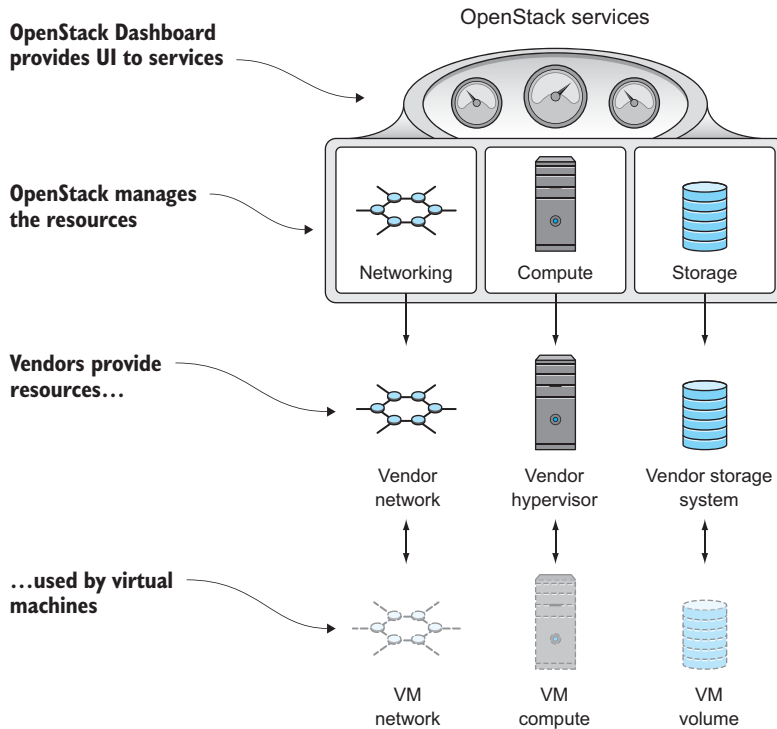 OpenStack services
OpenStack Dashboard
provides UI to services
OpenStack manages
the resources
Networking
Compute
Storage
Vendors provide
resources…
Vendor
network
Vendor
hypervisor
Vendor storage
system
…used by virtual
machines
VM
network
VM
compute
VM
volume